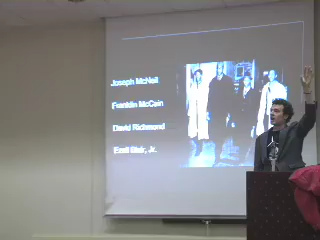 Joseph McNeil
Franklin McCain
David Richmond
Ezell Blair, Jr.